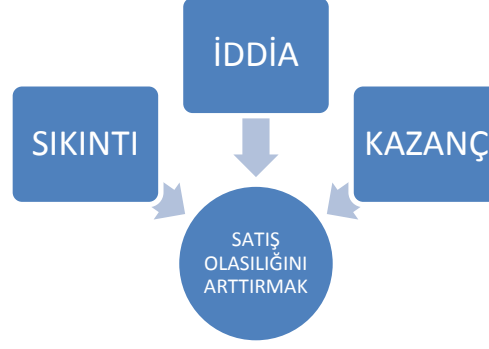 İDDİA
SIKINTI
KAZANÇ
SATIŞ
OLASILIĞINI
ARTTIRMAK